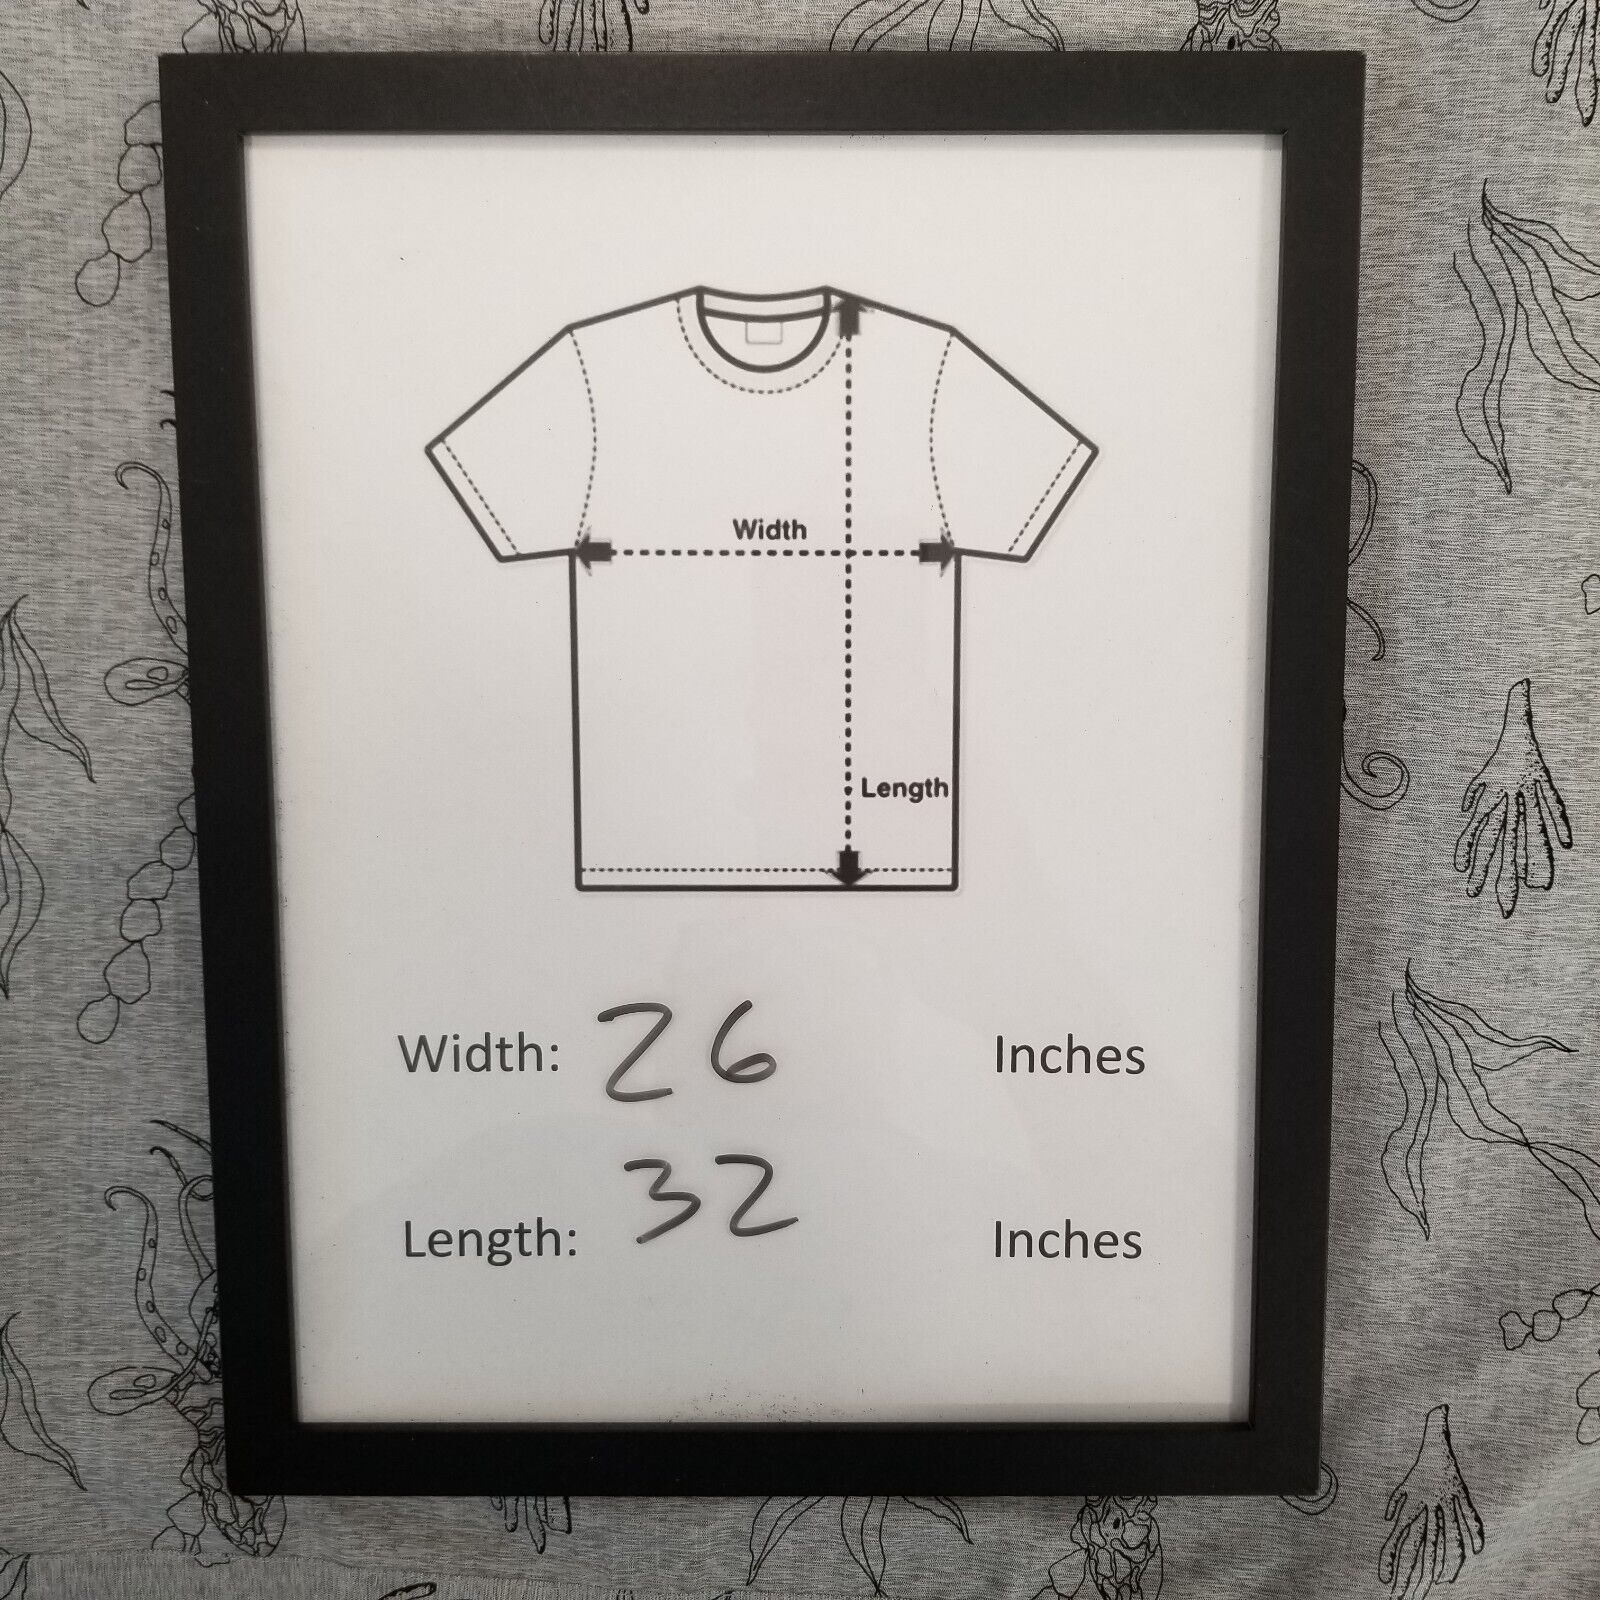 Width
Length
Width: 26 Inches
Length: 32 Inches